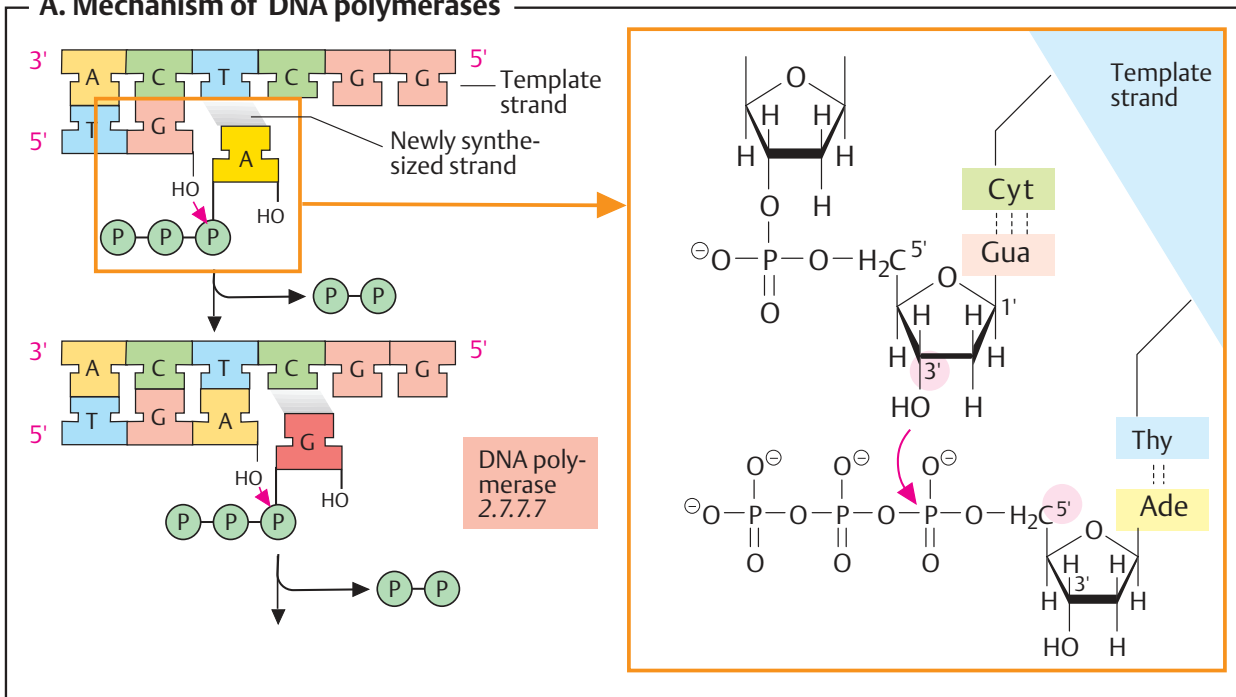 A. Mechanism of DNA polymerases
3'
A
C
T
C
G
G
5'
Template
strand
5'
T
G
A
Newly synthe-
sized strand
HO
HO
P
P
P
P
P
3'
A
C
T
C
G
G
5'
5'
T
G
A
G
HO
HO
P
P
P
P
P
DNA poly-
merase
2.7.7.7
Template
strand
O
H
H
H
H
O
H
⊖O—P—O—H₂C
5'
O
O
Cyt
Gua
1'
H
H
H
H
3'
HO
H
Thy
Ade
O⊖
O⊖
O⊖
⊖O—P—O—P—O—P—O—H₂C
5'
O
O
O
O
H
H
3'
H
H
HO
H